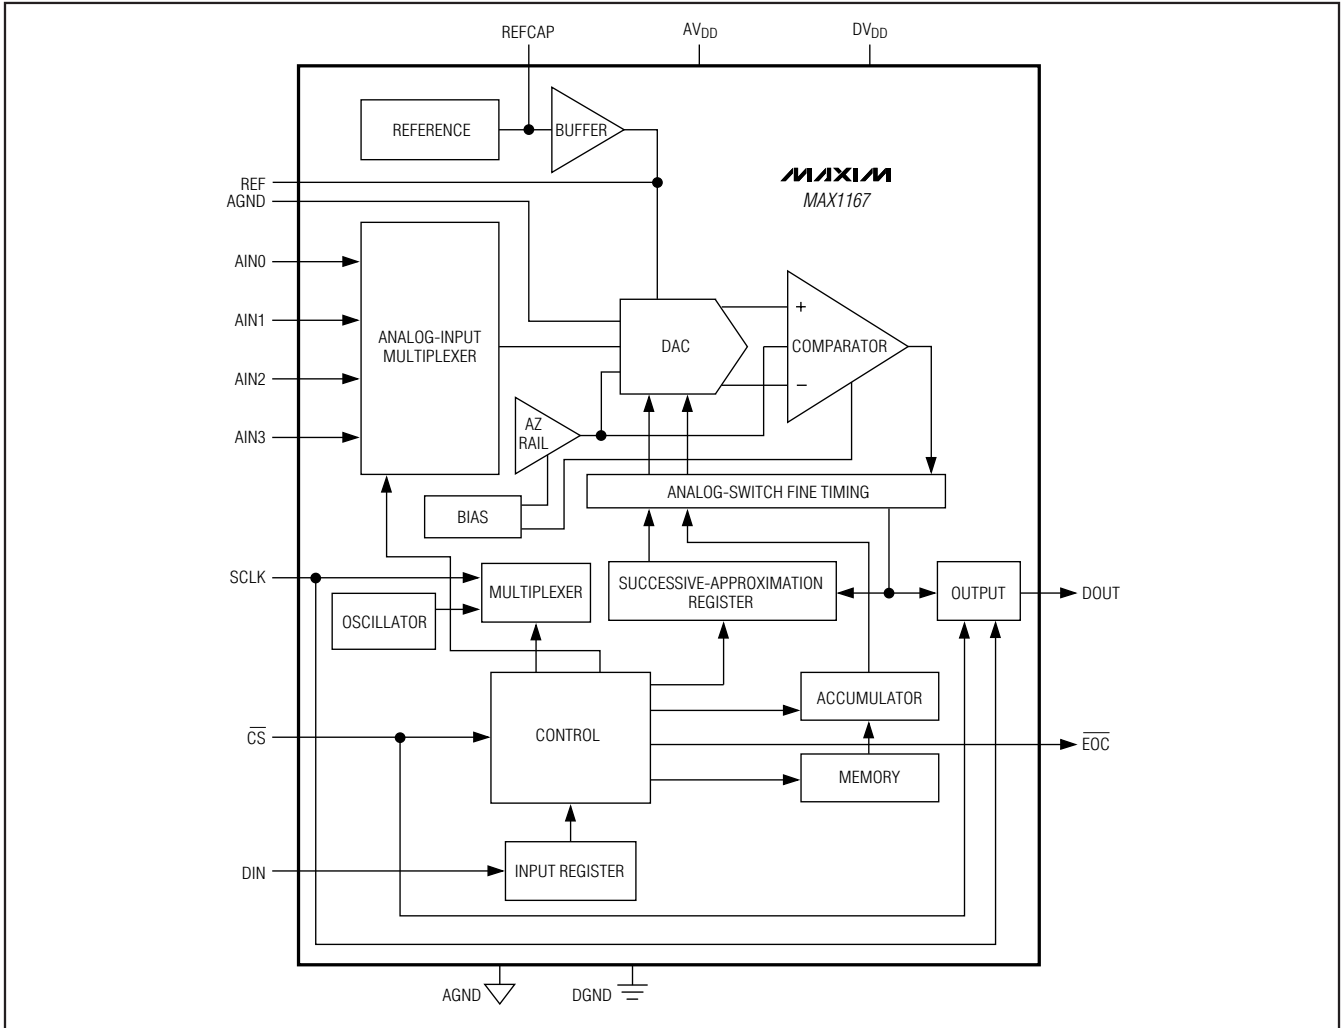 REFCAP
AVDD
DVDD
REFERENCE
BUFFER
MAXIM
MAX1167
REF
AGND
AIN0
AIN1
AIN2
AIN3
ANALOG-INPUT
MULTIPLEXER
DAC
+
COMPARATOR
−
AZ
RAIL
ANALOG-SWITCH FINE TIMING
BIAS
SCLK
MULTIPLEXER
OSCILLATOR
SUCCESSIVE-APPROXIMATION
REGISTER
OUTPUT
DOUT
CS
CONTROL
ACCUMULATOR
EOC
MEMORY
DIN
INPUT REGISTER
AGND
DGND